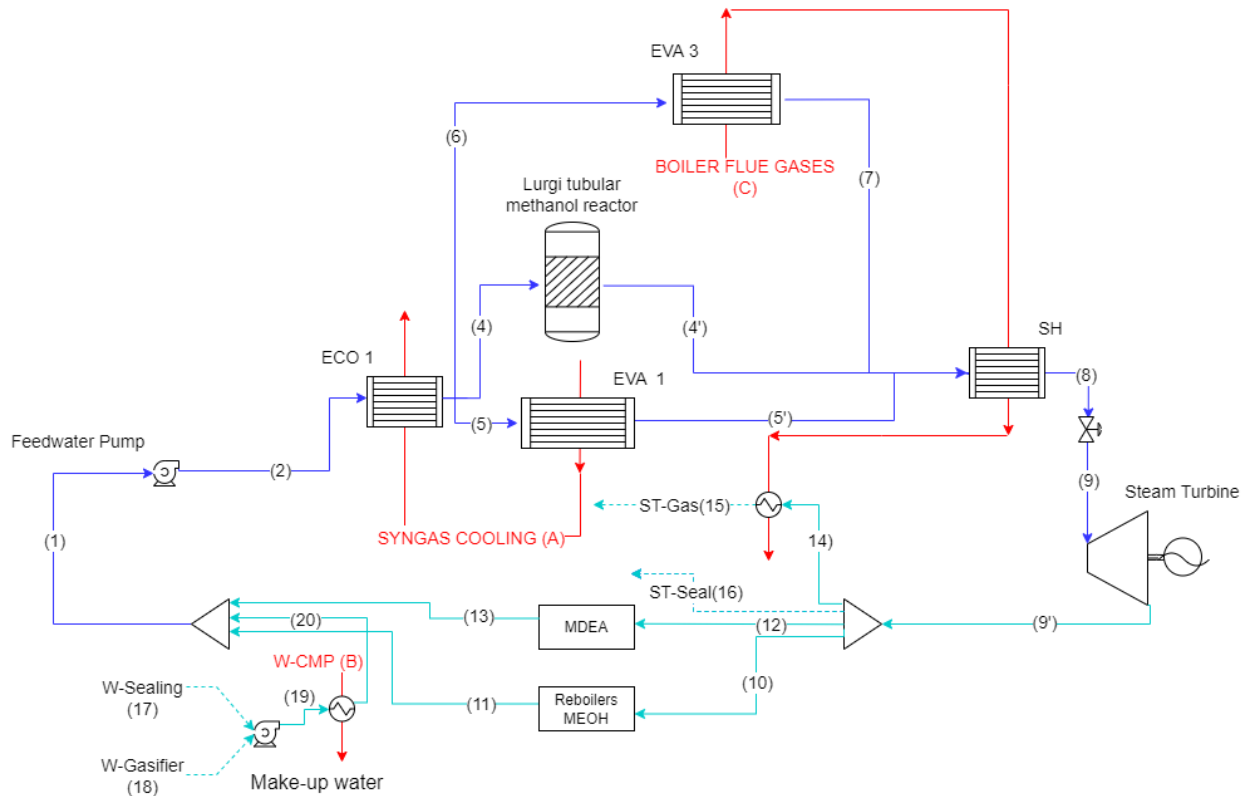 EVA 3
(6)
BOILER FLUE GASES
(C)
(7)
Lurgi tubular
methanol reactor
(4)
(4')
SH
ECO 1
EVA 1
(8)
(5)
(5')
Feedwater Pump
(2)
(9)
Steam Turbine
ST-Gas(15)
SYNGAS COOLING (A)
(1)
14)
ST-Seal(16)
(13)
MDEA
(12)
(9')
(20)
W-CMP (B)
(10)
W-Sealing
(17)
(19)
(11)
Reboilers
MEOH
W-Gasifier
(18)
Make-up water